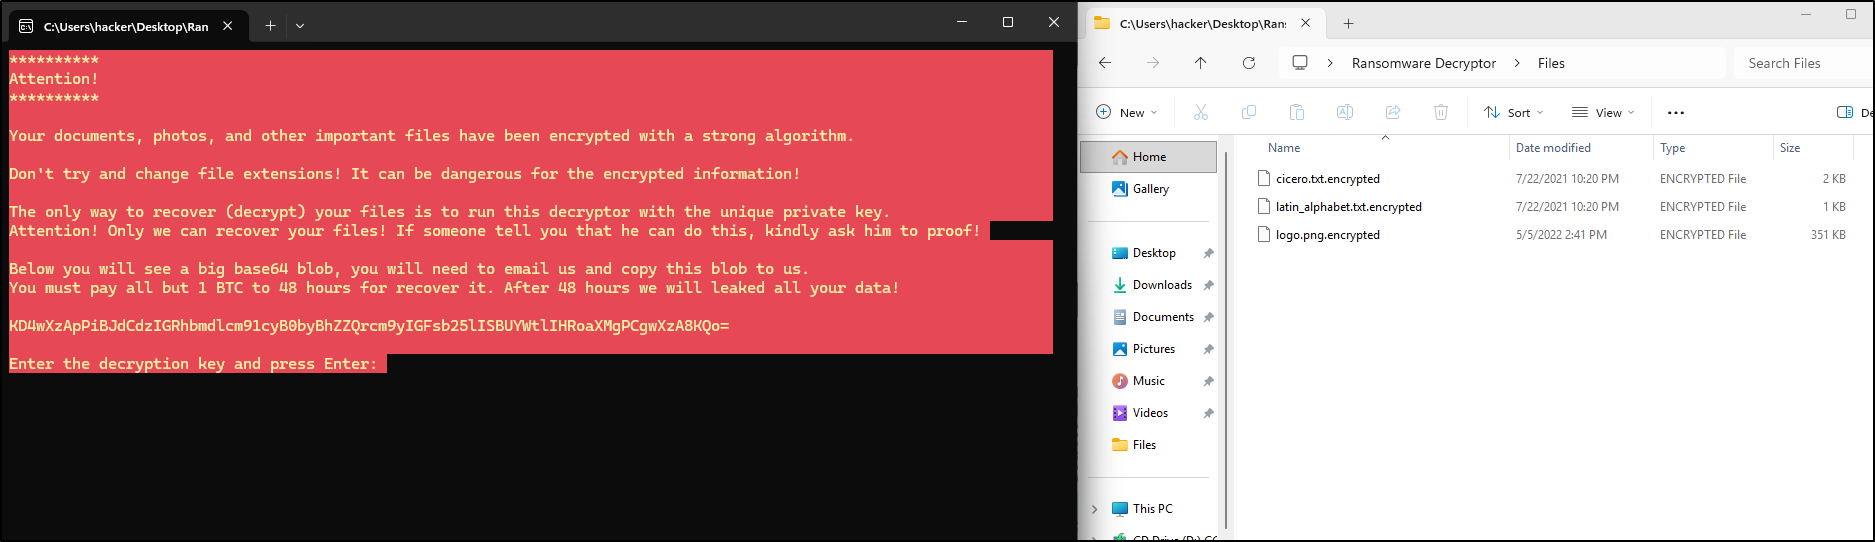 C:\Users\hacker\Desktop\Ran
**********
Attention!
**********
Your documents, photos, and other important files have been encrypted with a strong algorithm.
Don't try and change file extensions! It can be dangerous for the encrypted information!
The only way to recover (decrypt) your files is to run this decryptor with the unique private key.
Attention! Only we can recover your files! If someone tell you that he can do this, kindly ask him to proof!
Below you will see a big base64 blob, you will need to email us and copy this blob to us.
You must pay all but 1 BTC to 48 hours for recover it. After 48 hours we will leaked all your data!
KD4wXzApPiBJdCdzIGRhbmdlcm91cyB0byBhZZQrcm9yIGFsb25lISBUYWtlIHRoaXMgPCgwXzA8KQo=
Enter the decryption key and press Enter:
C:\Users\hacker\Desktop\Ran
Ransomware Decryptor > Files
Search Files
New
Sort
View
De
Home
Gallery
Desktop
Downloads
Documents
Pictures
Music
Videos
Files
This PC
Name Date modified Type Size
cicero.txt.encrypted 7/22/2021 10:20 PM ENCRYPTED File 2 KB
latin_alphabet.txt.encrypted 7/22/2021 10:20 PM ENCRYPTED File 1 KB
logo.png.encrypted 5/5/2022 2:41 PM ENCRYPTED File 351 KB